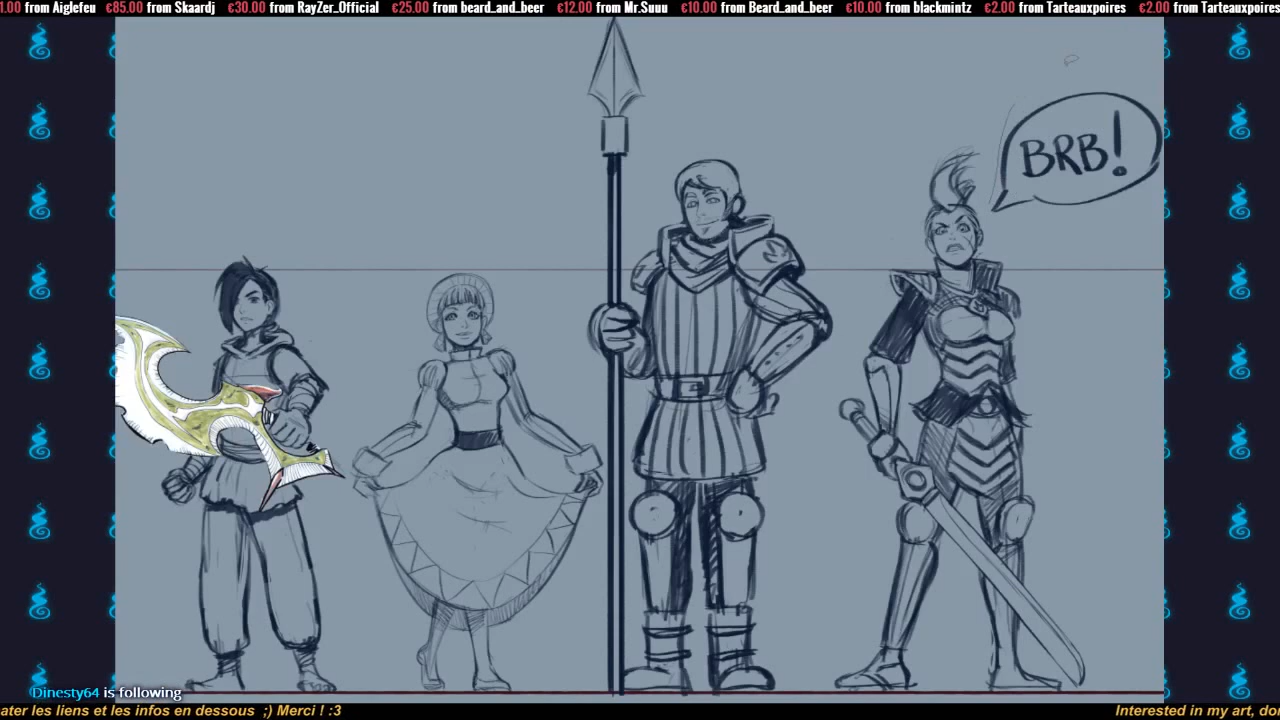 1.00 from Aiglefeu €85.00 from Skaardj €30.00 from RayZer_Official €25.00 from beard_and_beer €12.00 from Mr.Suuu €10.00 from Beard_and_beer €10.00 from blackmintz €2.00 from Tarteauxpoires €2.00 from Tarteauxpoires
BRB!
Dinesty64 is following
ater les liens et les infos en dessous ;) Merci ! :3 Interested in my art, do